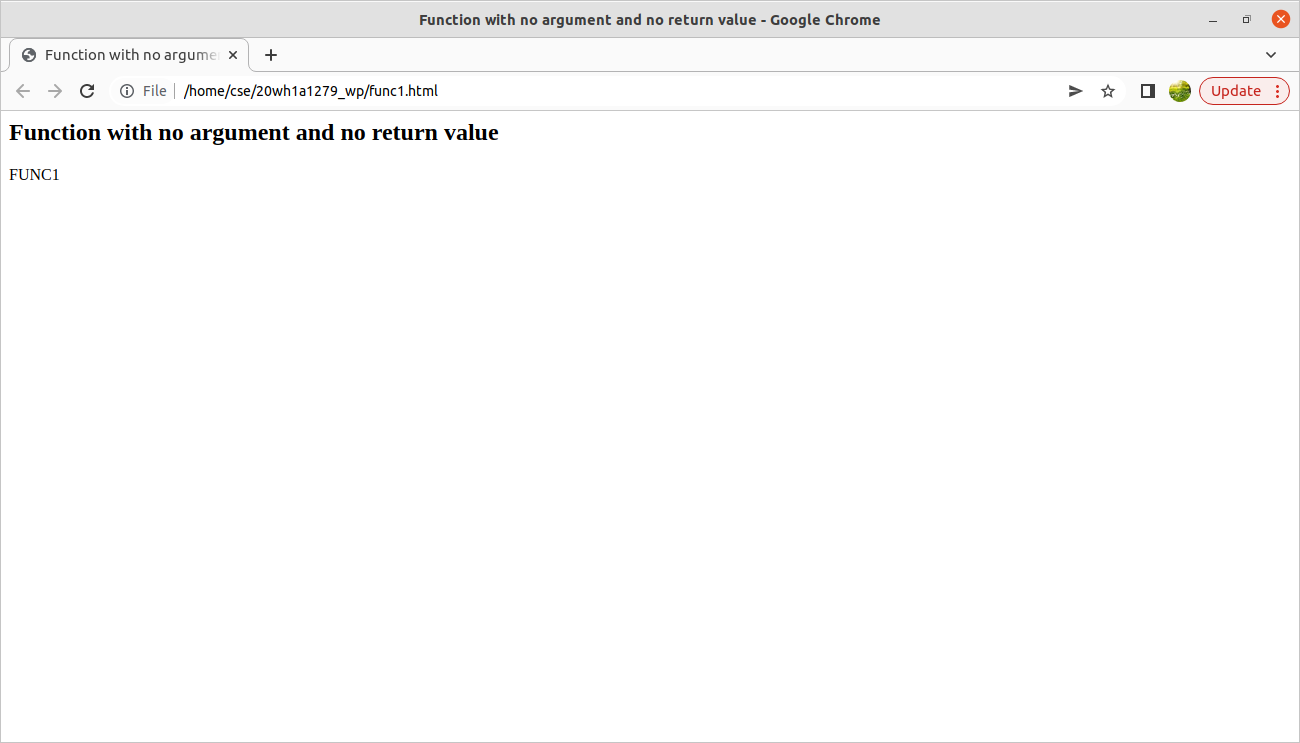 Function with no argument and no return value - Google Chrome
Function with no argume
File /home/cse/20wh1a1279_wp/func1.html Update
Function with no argument and no return value
FUNC1